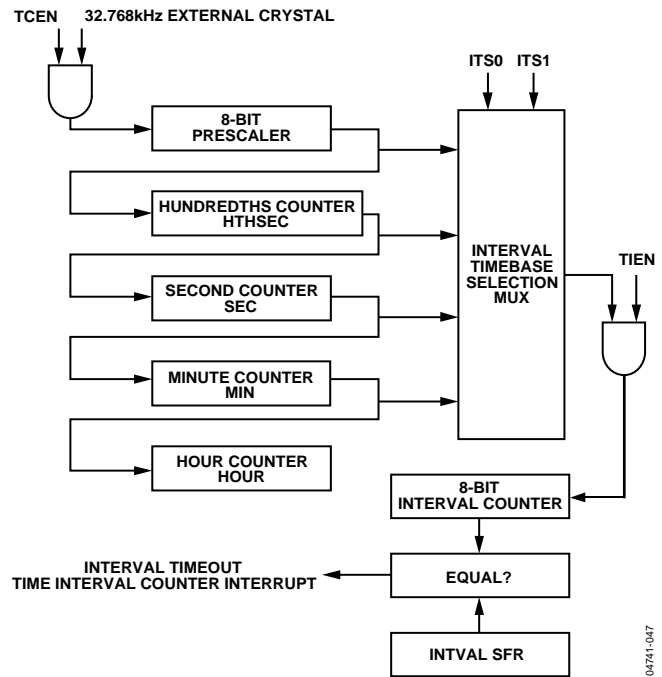 TCEN 32.768kHz EXTERNAL CRYSTAL
ITS0 ITS1
8-BIT
PRESCALER
HUNDREDTHS COUNTER
HTHSEC
INTERVAL
TIMEBASE
SELECTION
MUX
TIEN
SECOND COUNTER
SEC
MINUTE COUNTER
MIN
HOUR COUNTER
HOUR
8-BIT
INTERVAL COUNTER
INTERVAL TIMEOUT
TIME INTERVAL COUNTER INTERRUPT
EQUAL?
INTVAL SFR
04741-047